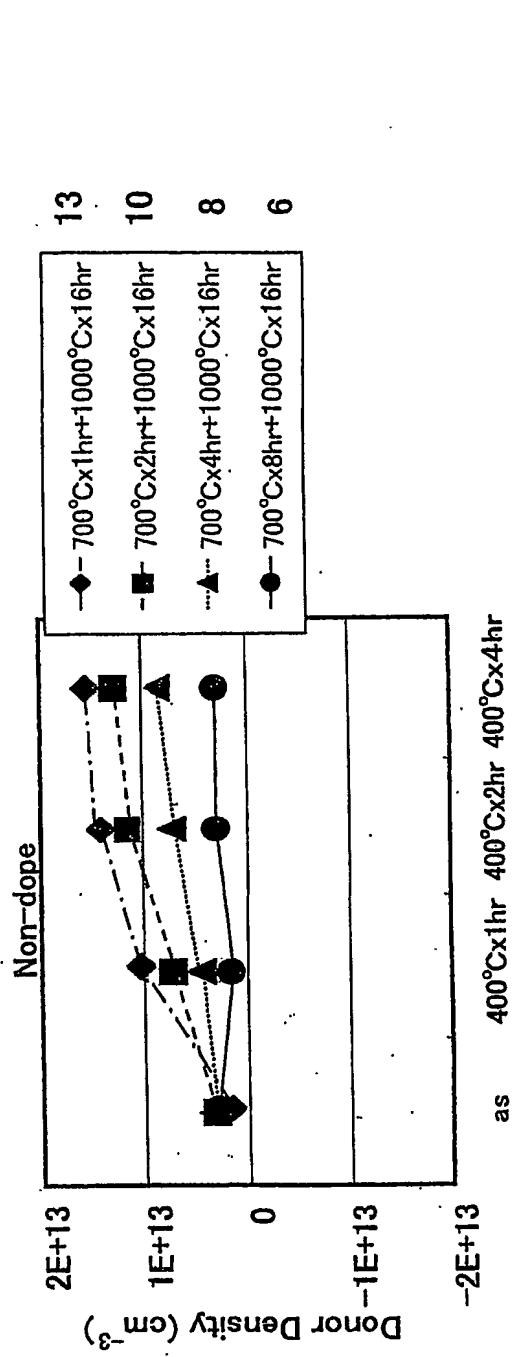 Non-dope
2E+13
1E+13
0
-1E+13
-2E+13
Donor Density (cm⁻³)
as 400°Cx1hr 400°Cx2hr 400°Cx4hr
700°Cx1hr+1000°Cx16hr 13
700°Cx2hr+1000°Cx16hr 10
700°Cx4hr+1000°Cx16hr 8
700°Cx8hr+1000°Cx16hr 6